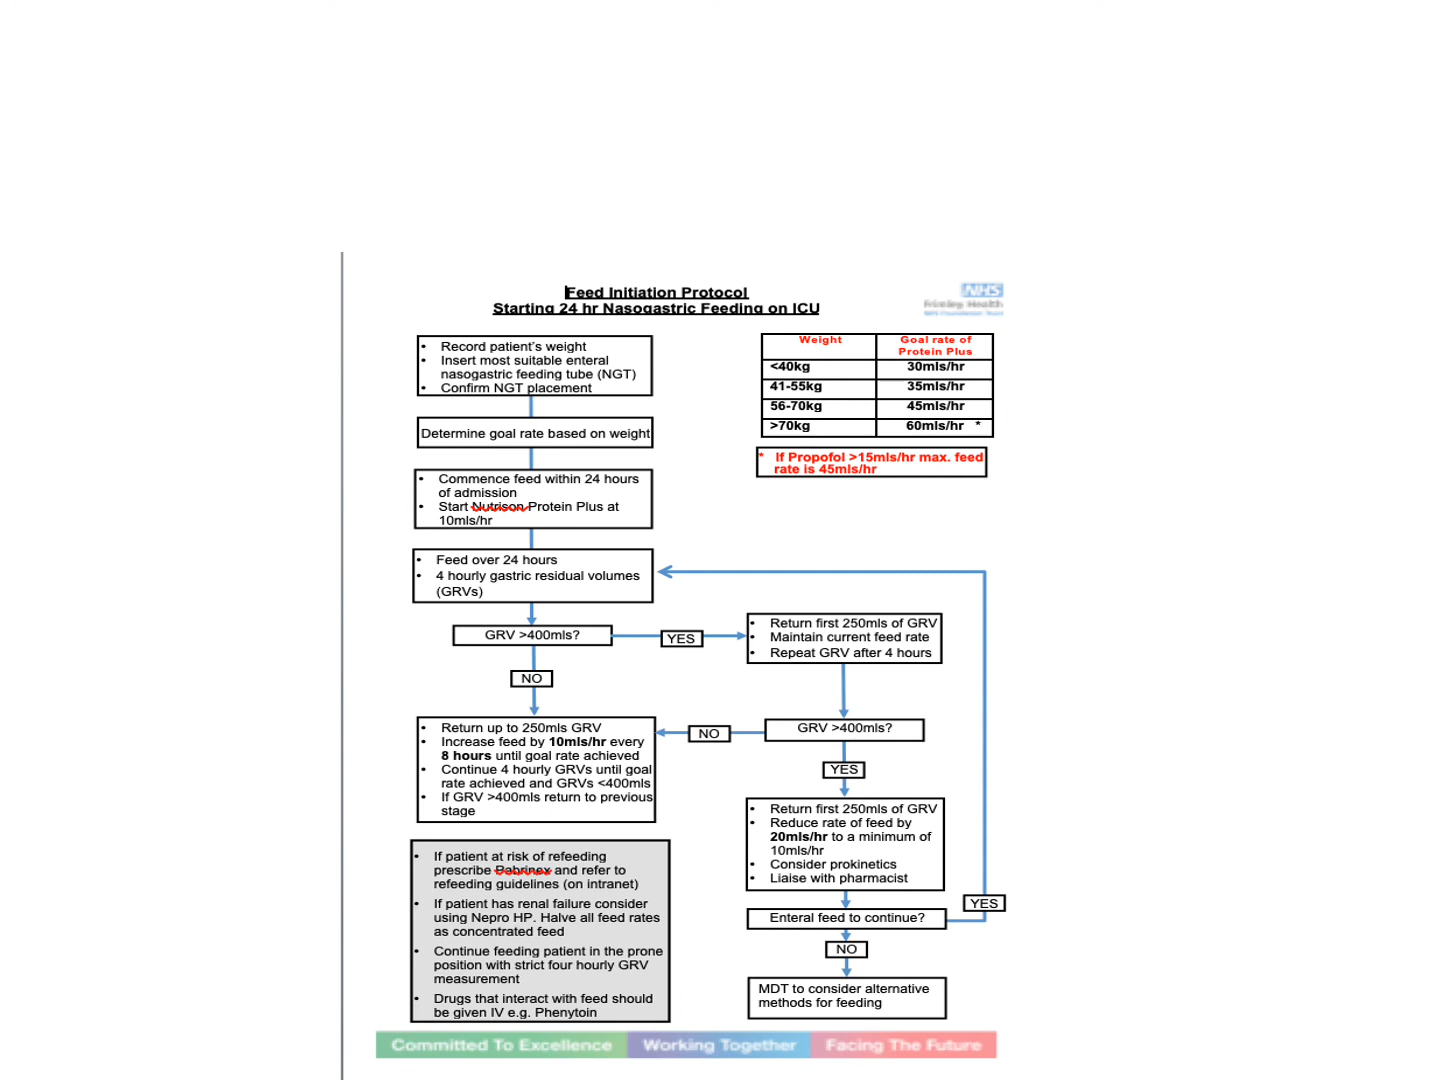 Feed Initiation Protocol
Starting 24 hr Nasogastric Feeding on ICU
NHS
Frimley Health
NHS Foundation Trust
• Record patient's weight
• Insert most suitable enteral
nasogastric feeding tube (NGT)
• Confirm NGT placement
Weight Goal rate of
Protein Plus
<40kg 30mls/hr
41-55kg 35mls/hr
56-70kg 45mls/hr
>70kg 60mls/hr *
* If Propofol >15mls/hr max. feed
rate is 45mls/hr
Determine goal rate based on weight
• Commence feed within 24 hours
of admission
• Start Nutrison Protein Plus at
10mls/hr
• Feed over 24 hours
• 4 hourly gastric residual volumes
(GRVs)
GRV >400mls?
YES
• Return first 250mls of GRV
• Maintain current feed rate
• Repeat GRV after 4 hours
NO
GRV >400mls?
NO
• Return up to 250mls GRV
• Increase feed by 10mls/hr every
8 hours until goal rate achieved
• Continue 4 hourly GRVs until goal
rate achieved and GRVs <400mls
• If GRV >400mls return to previous
stage
YES
• Return first 250mls of GRV
• Reduce rate of feed by
20mls/hr to a minimum of
10mls/hr
• Consider prokinetics
• Liaise with pharmacist
Enteral feed to continue?
YES
NO
MDT to consider alternative
methods for feeding
• If patient at risk of refeeding
prescribe Pabrinex and refer to
refeeding guidelines (on intranet)
• If patient has renal failure consider
using Nepro HP. Halve all feed rates
as concentrated feed
• Continue feeding patient in the prone
position with strict four hourly GRV
measurement
• Drugs that interact with feed should
be given IV e.g. Phenytoin
Committed To Excellence Working Together Facing The Future